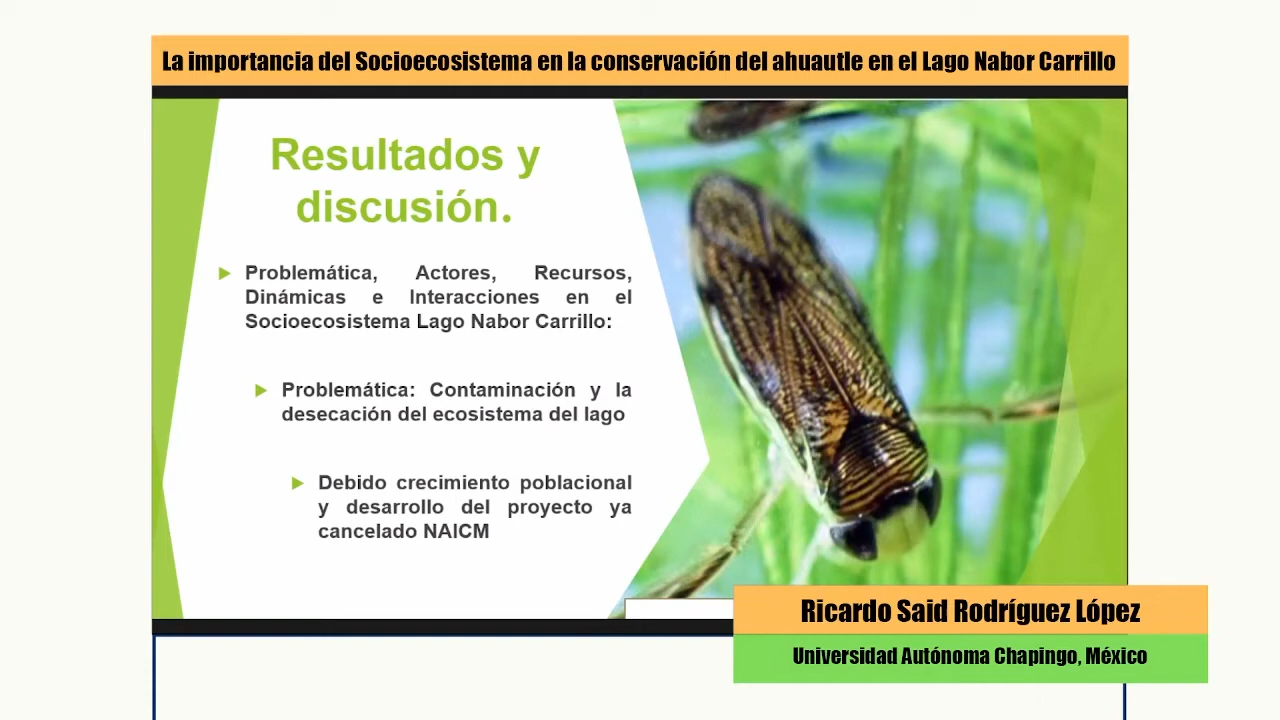 La importancia del Socioecosistema en la conservación del ahuautle en el Lago Nabor Carrillo
Resultados y
discusión.
Problemática, Actores, Recursos,
Dinámicas e Interacciones en el
Socioecosistema Lago Nabor Carrillo:
Problemática: Contaminación y la
desecación del ecosistema del lago
Debido crecimiento poblacional
y desarrollo del proyecto ya
cancelado NAICM
Ricardo Said Rodríguez López
Universidad Autónoma Chapingo, México